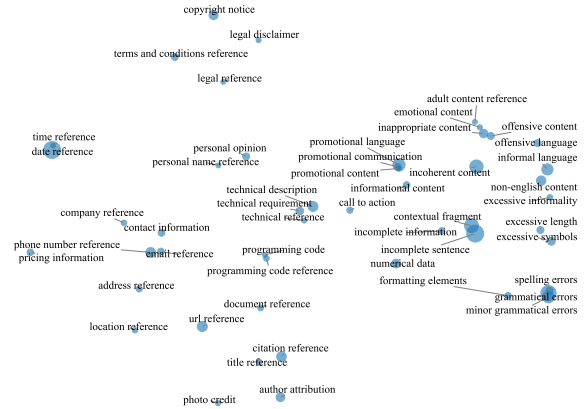 copyright notice
legal disclaimer
terms and conditions reference
legal reference
adult content reference
emotional content
inappropriate content
offensive content
time reference
promotional language
offensive language
date reference
personal opinion
promotional communication
informal language
personal name reference
promotional content
incoherent content
technical description
informational content
non-english content
technical requirement
call to action
excessive informality
company reference
technical reference
contextual fragment
contact information
incomplete information
excessive length
excessive symbols
phone number reference
email reference
programming code
incomplete sentence
pricing information
numerical data
programming code reference
formatting elements
spelling errors
address reference
document reference
grammatical errors
minor grammatical errors
location reference
url reference
citation reference
title reference
author attribution
photo credit